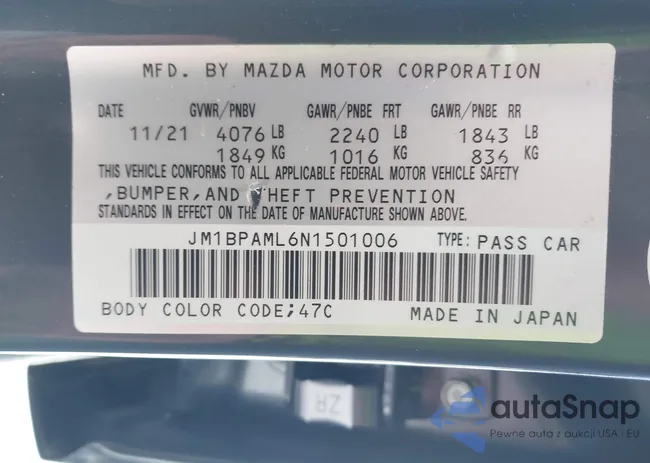 MFD. BY MAZDA MOTOR CORPORATION
DATE GVWR/PNBV GAWR/PNBE FRT GAWR/PNBE RR
11/21 4076 LB 2240 LB 1843 LB
1849 KG 1016 KG 836 KG
THIS VEHICLE CONFORMS TO ALL APPLICABLE FEDERAL MOTOR VEHICLE SAFETY
,BUMPER,AND THEFT PREVENTION
STANDARDS IN EFFECT ON THE DATE OF MANUFACTURE SHOWN ABOVE.
JM1BPAML6N1501006 TYPE: PASS CAR
BODY COLOR CODE;47C MADE IN JAPAN
ZR
autoSnap
Pewne auta z aukcji USA - EU